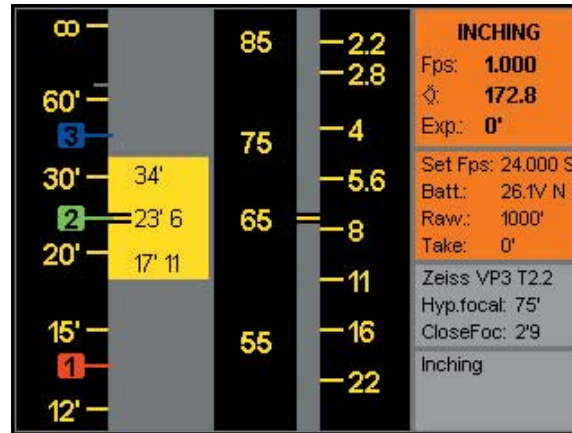 ∞
60'
3
30'
2
20'
15'
1
12'
34'
23' 6
17' 11
85
75
65
55
2.2
2.8
4
5.6
8
11
16
22
INCHING
Fps: 1.000
172.8
Exp.: 0'
Set Fps: 24.000 S
Batt.: 26.1V N
Raw.: 1000'
Take: 0'
Zeiss VP3 T2.2
Hyp.focal: 75'
CloseFoc: 2'9
Inching